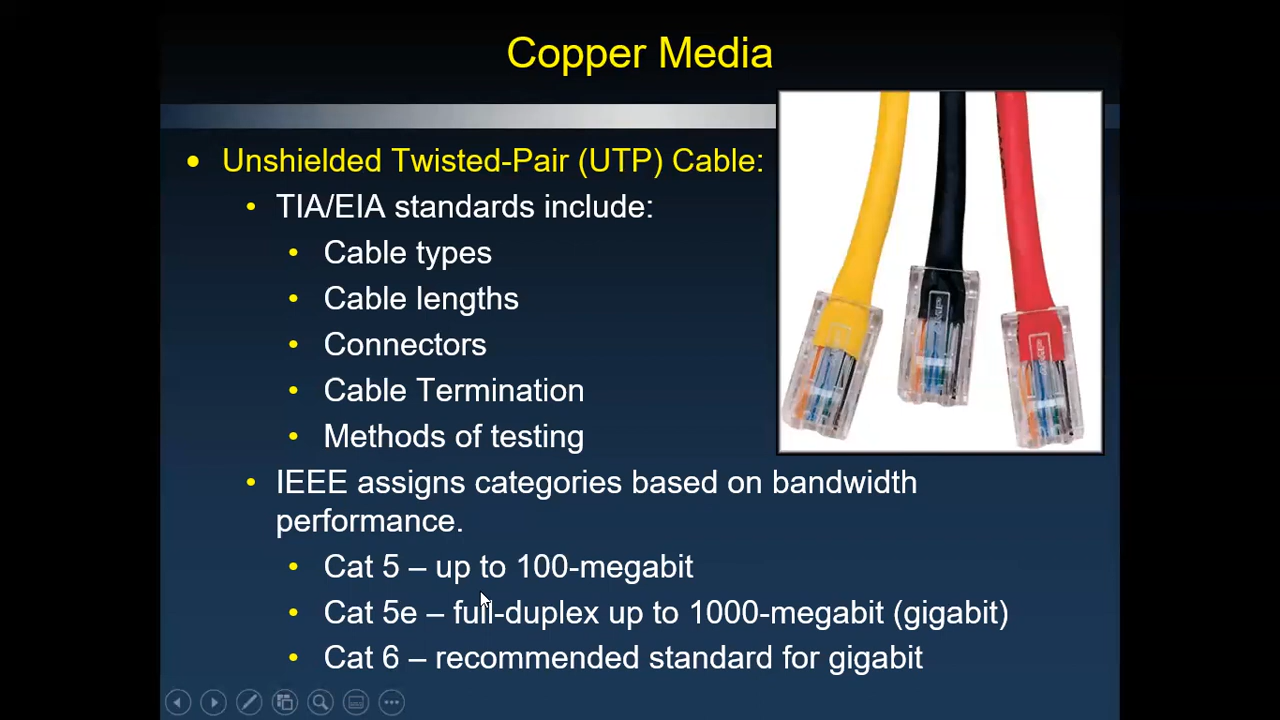 Copper Media
• Unshielded Twisted-Pair (UTP) Cable:
• TIA/EIA standards include:
• Cable types
• Cable lengths
• Connectors
• Cable Termination
• Methods of testing
• IEEE assigns categories based on bandwidth
performance.
• Cat 5 – up to 100-megabit
• Cat 5e – full-duplex up to 1000-megabit (gigabit)
• Cat 6 – recommended standard for gigabit